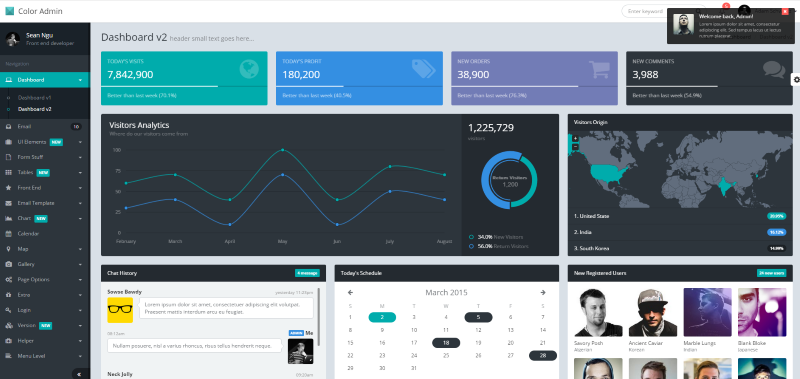 Color Admin
Enter keyword
5
Welcome back, Admin!
Lorem ipsum dolor sit amet, consectetur
adipiscing elit. Sed tempus lacus ut lectus
rutrum placerat.
Sean Ngu
Front end developer
Navigation
Dashboard
Dashboard v1
Dashboard v2
Email 10
UI Elements NEW
Form Stuff
Tables NEW
Front End
Email Template
Chart NEW
Calendar
Map
Gallery
Page Options
Extra
Login
Version NEW
Helper
Menu Level
Dashboard v2 header small text goes here...
TODAY'S VISITS
7,842,900
Better than last week (70.1%)
TODAY'S PROFIT
180,200
Better than last week (40.5%)
NEW ORDERS
38,900
Better than last week (76.3%)
NEW COMMENTS
3,988
Better than last week (54.9%)
Visitors Analytics
Where do our visitors come from
100
75
50
25
0
February March April May Jun July August
1,225,729
visitors
Return Visitors
1,200
34.0% New Visitors
56.0% Return Visitors
Visitors Origin
+
-
1. United State 20.95%
2. India 16.12%
3. South Korea 14.99%
Chat History 4 message
Sowse Bawdy yesterday 11:23pm
Lorem ipsum dolor sit amet, consectetuer adipiscing elit volutpat.
Praesent mattis interdum arcu eu feugiat.
08:12am ADMIN Me
Nullam posuere, nisl a varius rhoncus, risus tellus hendrerit neque.
Neck Jolly 09:20am
Today's Schedule
March 2015
S M T W T F S
1 2 3 4 5 6 7
8 9 10 11 12 13 14
15 16 17 18 19 20 21
22 23 24 25 26 27 28
29 30 31
New Registered Users 24 new users
Savory Posh
Algerian
Ancient Caviar
Korean
Marble Lungs
Indian
Blank Bloke
Japanese